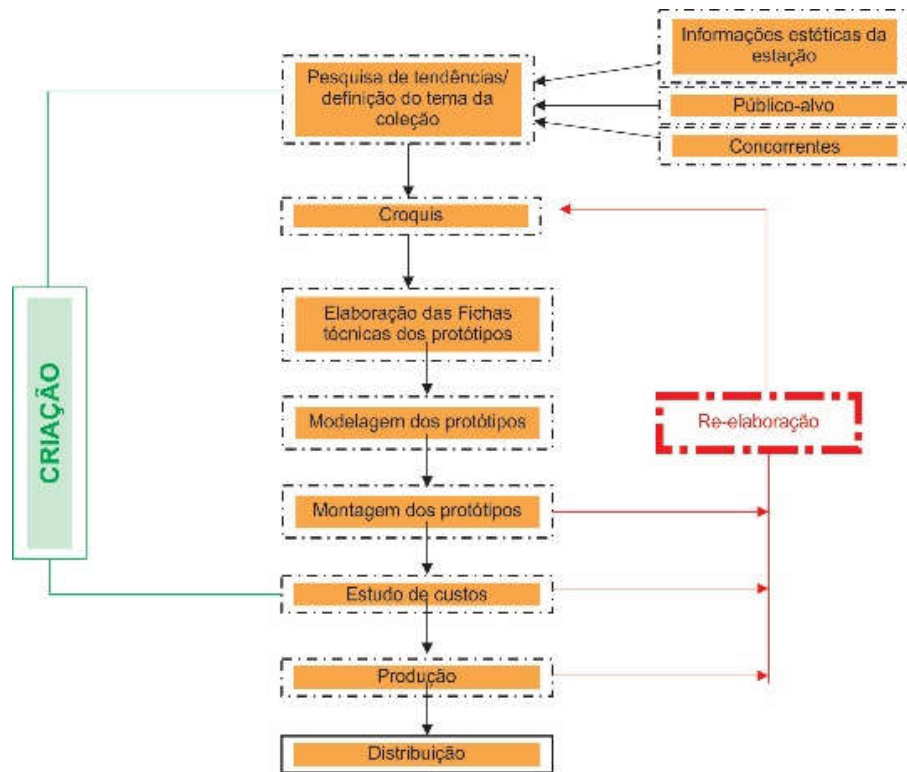 Informações estéticas da
estação
Pesquisa de tendências/
definição do tema da
coleção
Público-alvo
Concorrentes
Croquis
Elaboração das Fichas
técnicas dos protótipos
CRIAÇÃO
Modelagem dos protótipos
Re-elaboração
Montagem dos protótipos
Estudo de custos
Produção
Distribuição